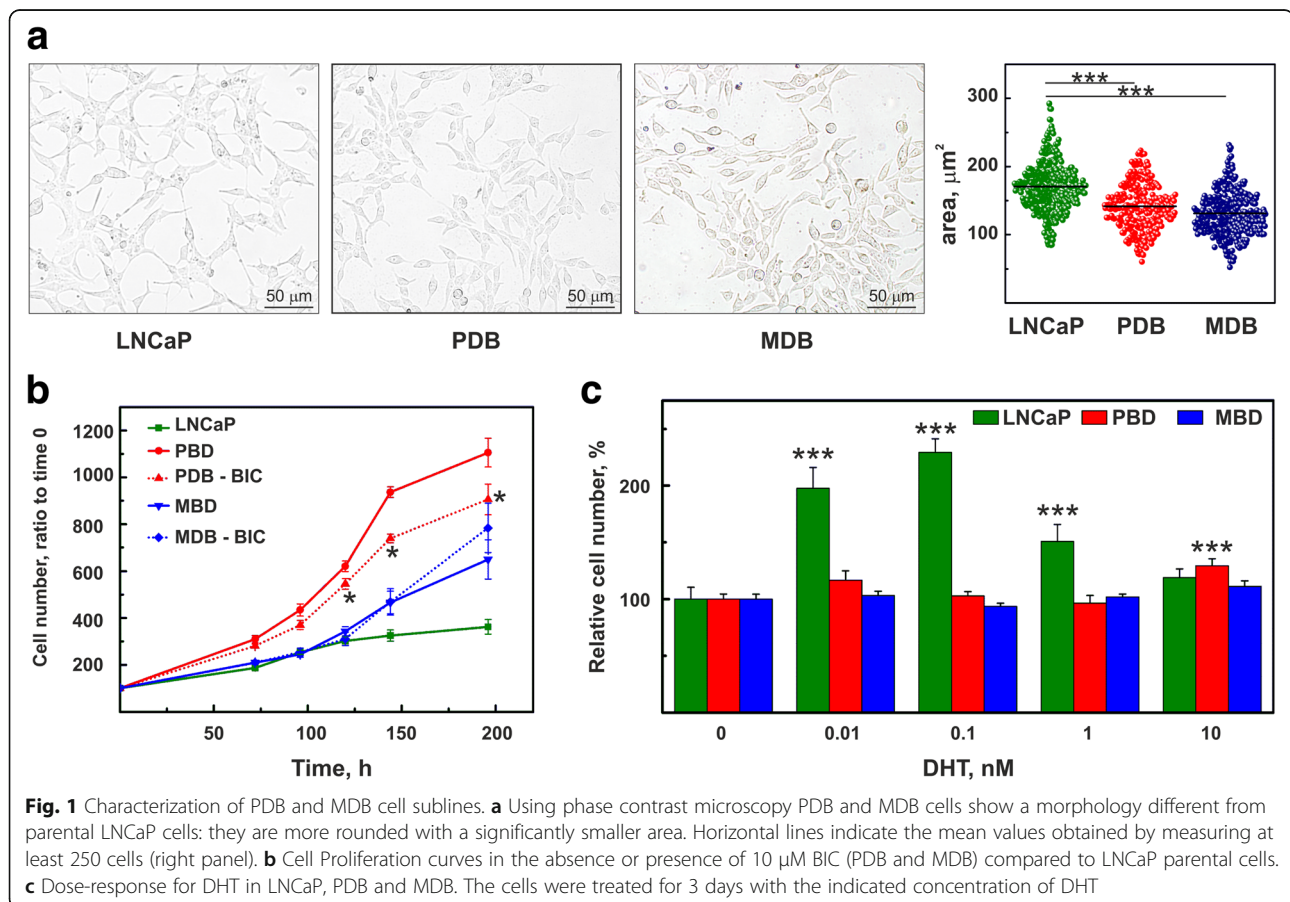 a
50 μm
50 μm
50 μm
LNCaP
PDB
MDB
area, μm²
300
200
100
***
***
LNCaP
PDB
MDB
b
Cell number, ratio to time 0
1200
1000
800
600
400
200
LNCaP
PBD
PDB - BIC
MBD
MDB - BIC
*
*
*
50
100
150
200
Time, h
c
Relative cell number, %
200
100
LNCaP
PBD
MBD
***
***
***
***
0
0.01
0.1
1
10
DHT, nM
Fig. 1 Characterization of PDB and MDB cell sublines. a Using phase contrast microscopy PDB and MDB cells show a morphology different from
parental LNCaP cells: they are more rounded with a significantly smaller area. Horizontal lines indicate the mean values obtained by measuring at
least 250 cells (right panel). b Cell Proliferation curves in the absence or presence of 10 μM BIC (PDB and MDB) compared to LNCaP parental cells.
c Dose-response for DHT in LNCaP, PDB and MDB. The cells were treated for 3 days with the indicated concentration of DHT